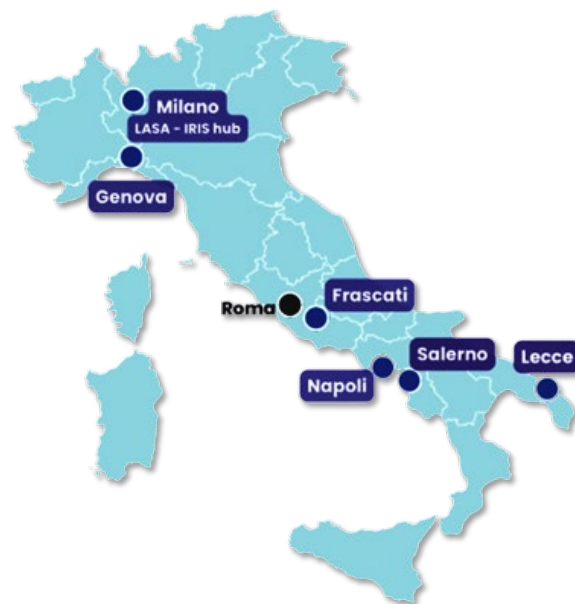 Milano
LASA - IRIS hub
Genova
Frascati
Roma
Salerno
Lecce
Napoli